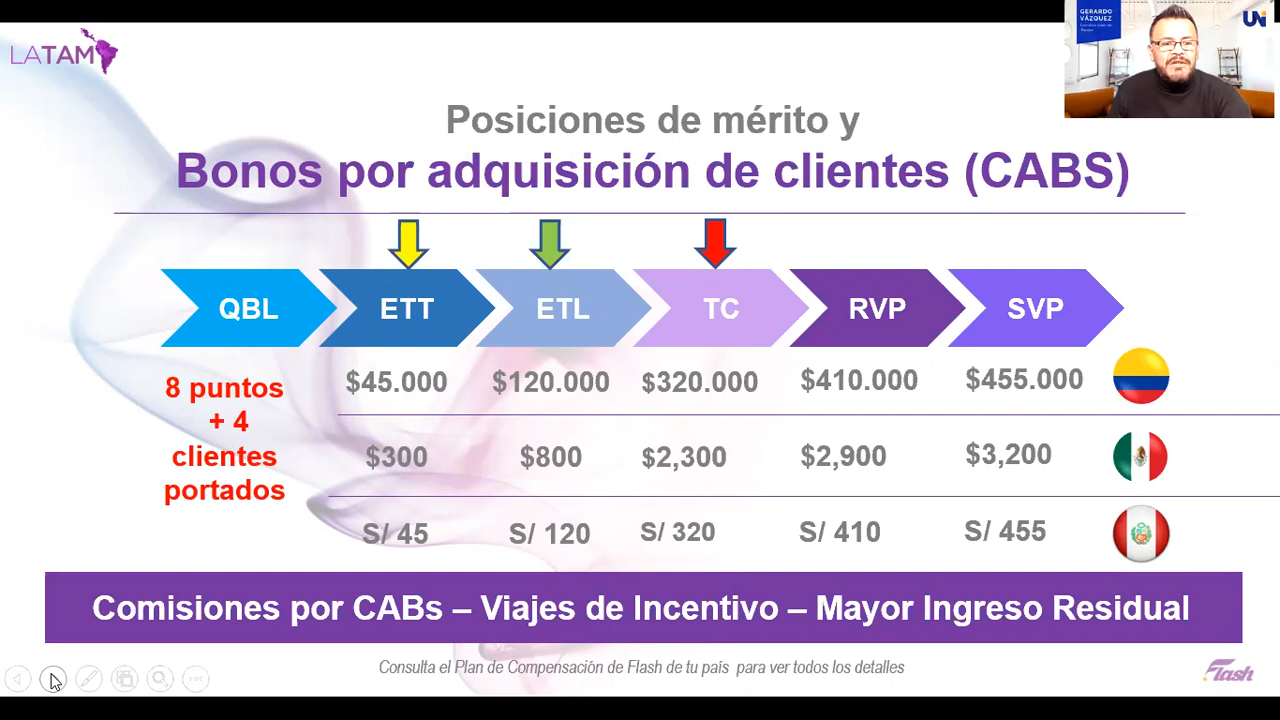 LATAM
GERARDO
VÁZQUEZ
UN
Posiciones de mérito y
Bonos por adquisición de clientes (CABS)
QBL ETT ETL TC RVP SVP
8 puntos
+ 4
clientes
portados
$45.000 $120.000 $320.000 $410.000 $455.000
$300 $800 $2,300 $2,900 $3,200
S/ 45 S/ 120 S/ 320 S/ 410 S/ 455
Comisiones por CABs – Viajes de Incentivo – Mayor Ingreso Residual
Consulta el Plan de Compensación de Flash de tu país para ver todos los detalles
Flash